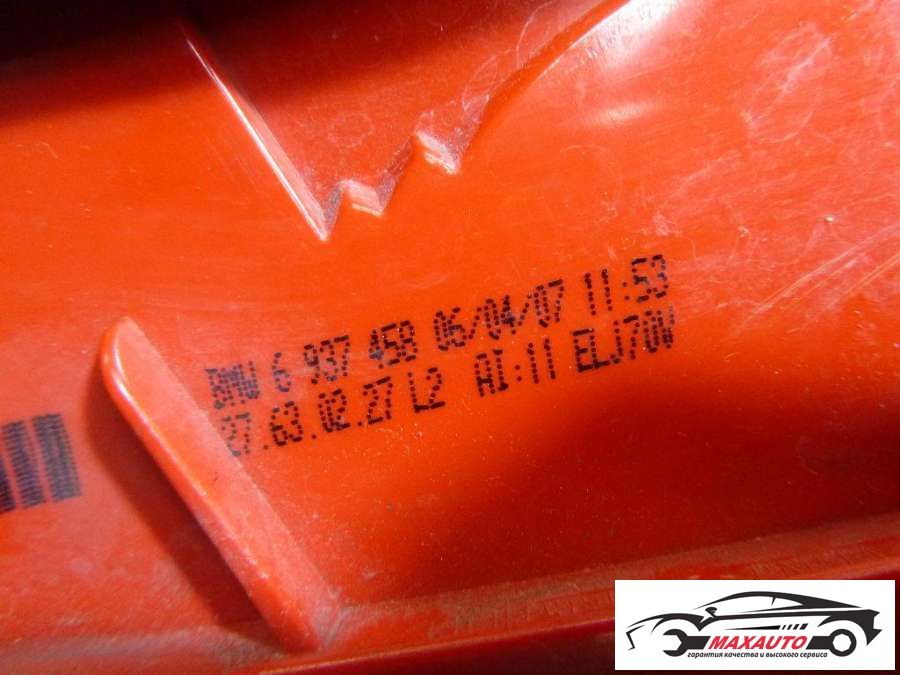 BMW 6 937 458 06/04/07 11:53
27.63.02.27 L2 AI:11 ELJ70W
MAXAUTO
гарантия качества и высокого сервиса